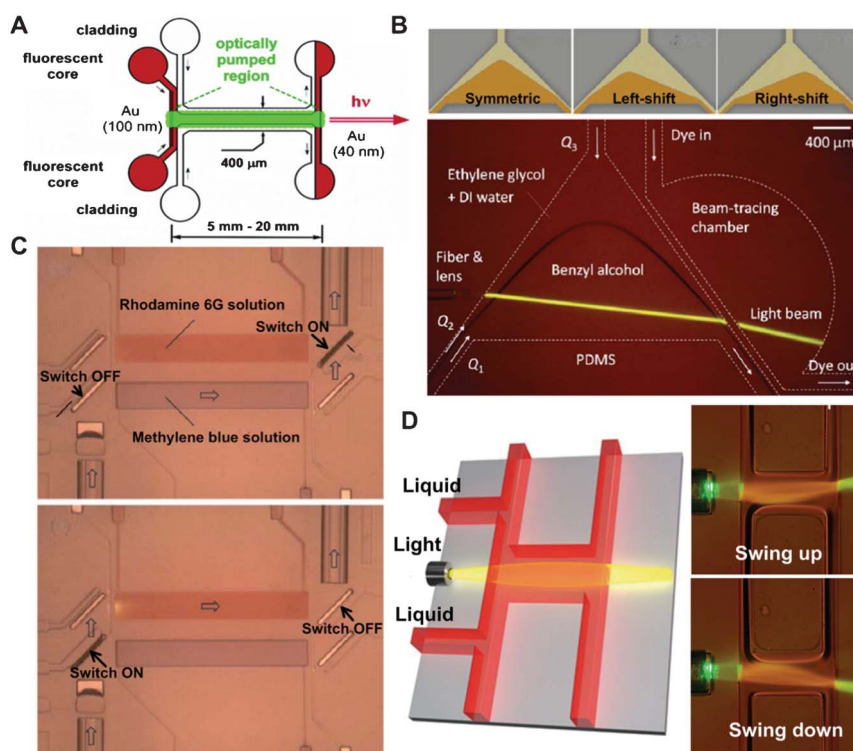 A
cladding
fluorescent
core
optically
pumped
region
hν
Au
(100 nm)
Au
(40 nm)
400 µm
fluorescent
core
cladding
5 mm - 20 mm
B
Symmetric
Left-shift
Right-shift
Q3
Dye in
400 µm
Ethylene glycol
+ DI water
Beam-tracing
chamber
Fiber &
lens
Benzyl alcohol
Light beam
Q2
Q1
PDMS
Dye out
C
Rhodamine 6G solution
Switch ON
Switch OFF
Methylene blue solution
Switch OFF
Switch ON
D
Liquid
Light
Liquid
Swing up
Swing down